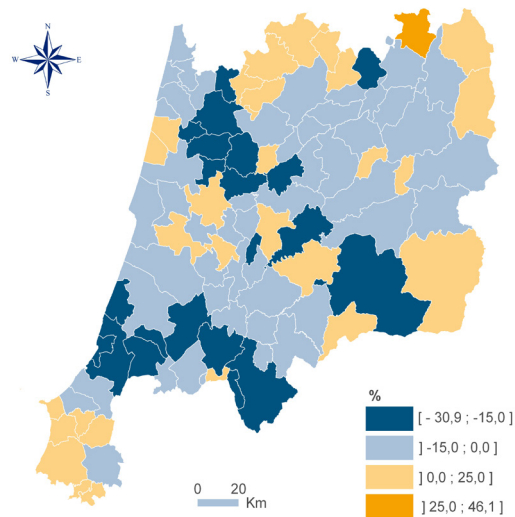 N
W E
S
%
[ - 30,9 ; -15,0 ]
] -15,0 ; 0,0 ]
] 0,0 ; 25,0 ]
] 25,0 ; 46,1 ]
0 20
Km